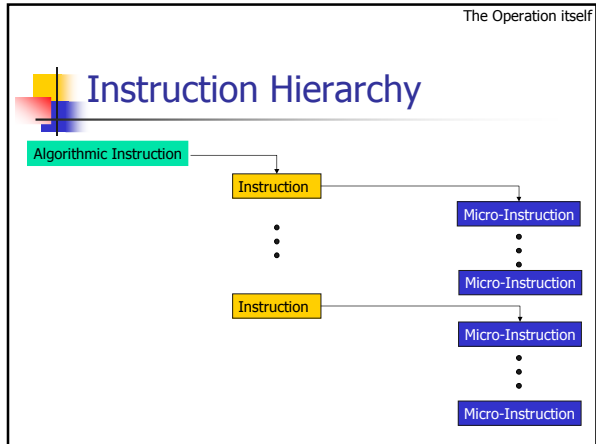 The Operation itself
Instruction Hierarchy
Algorithmic Instruction
Instruction
Micro-Instruction
Micro-Instruction
Instruction
Micro-Instruction
Micro-Instruction